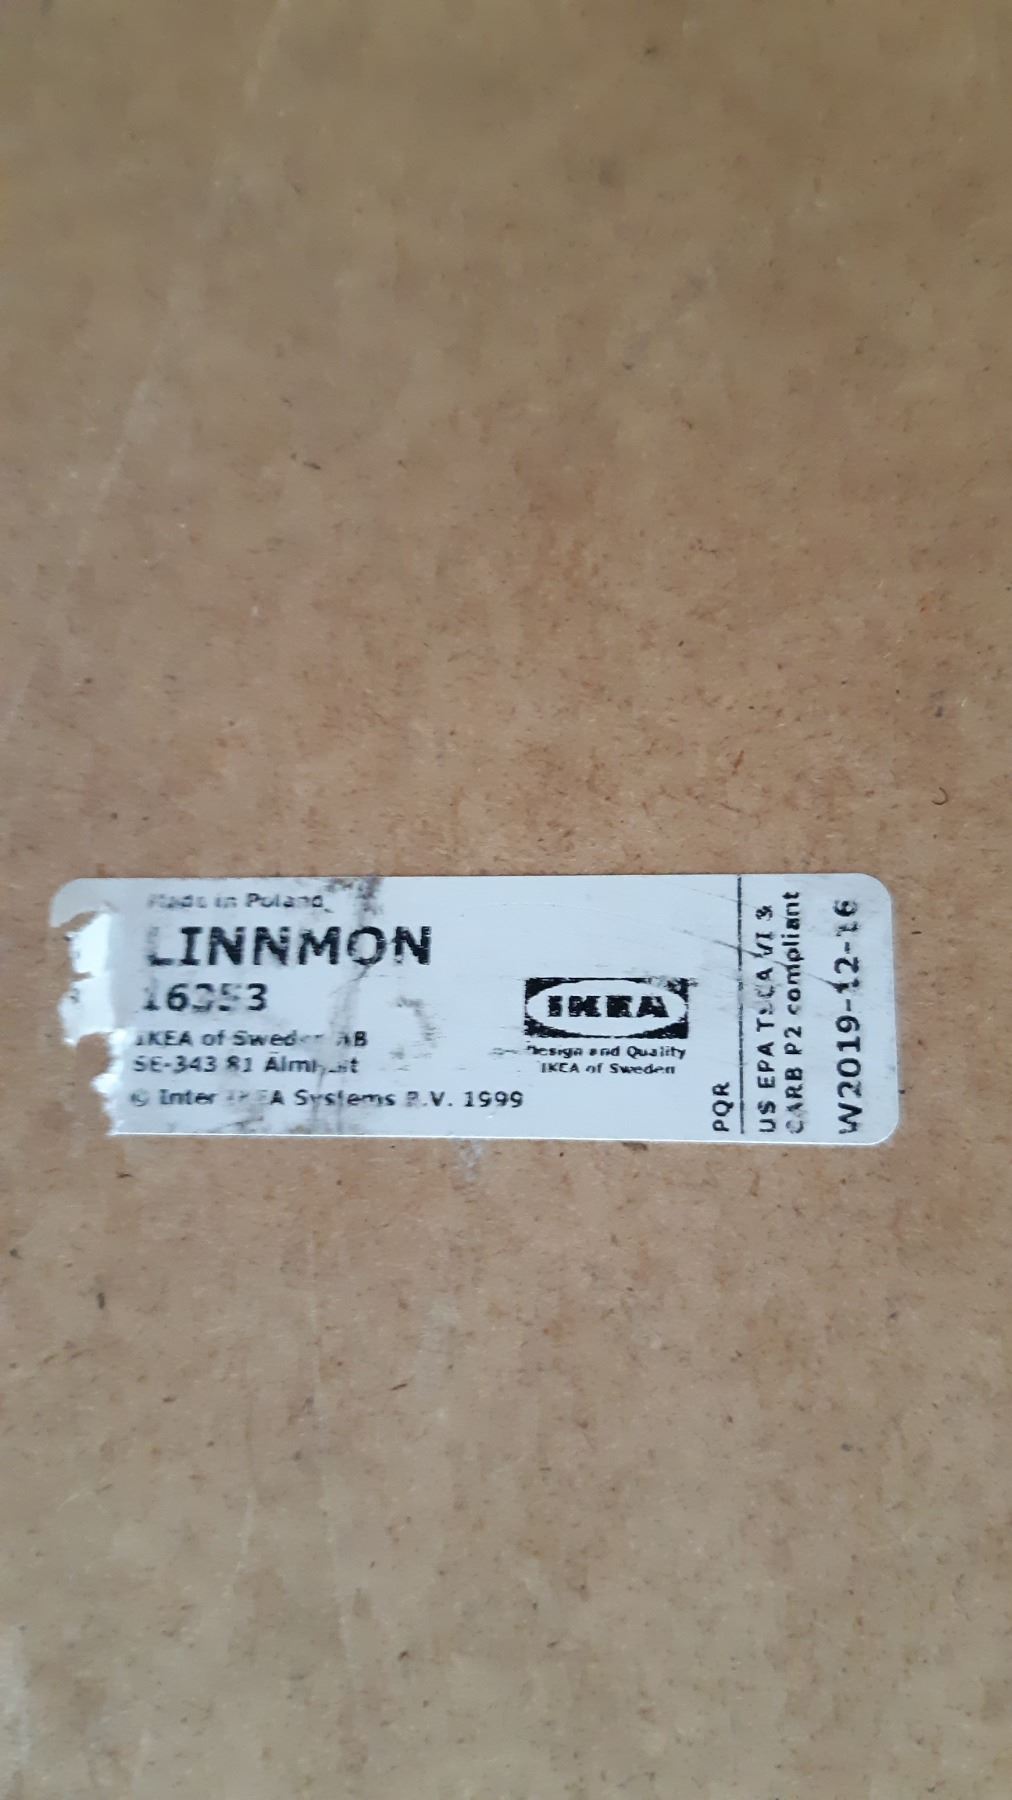 Made in Poland
LINNMON
IKEA of Sweden AB
SE-343 81 Älmhult
© Inter IKEA Systems B.V. 1999
IKEA
Design and Quality
IKEA of Sweden
PQR
US EPA TSCA VI &
CARB P2 compliant
W2019-12-16